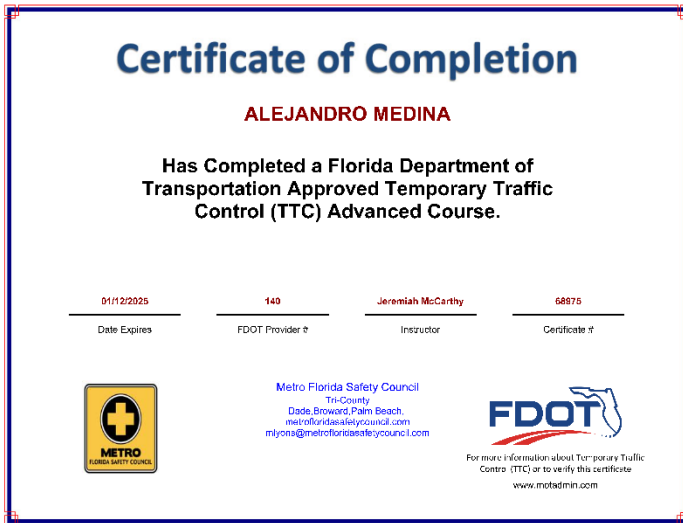 Certificate of Completion
ALEJANDRO MEDINA
Has Completed a Florida Department of
Transportation Approved Temporary Traffic
Control (TTC) Advanced Course.
01/12/2025 140 Jeremiah McCarthy 68975
Date Expires FDOT Provider # Instructor Certificate #
Metro Florida Safety Council
Tri-County
Dade,Broward,Palm Beach,
metrofloridasafetycouncil.com
mlyons@metrofloridasafetycouncil.com
METRO
FLORIDA SAFETY COUNCIL
FDOT
For more information about Temporary Traffic
Control (TTC) or to verify this certificate
www.motadmin.com